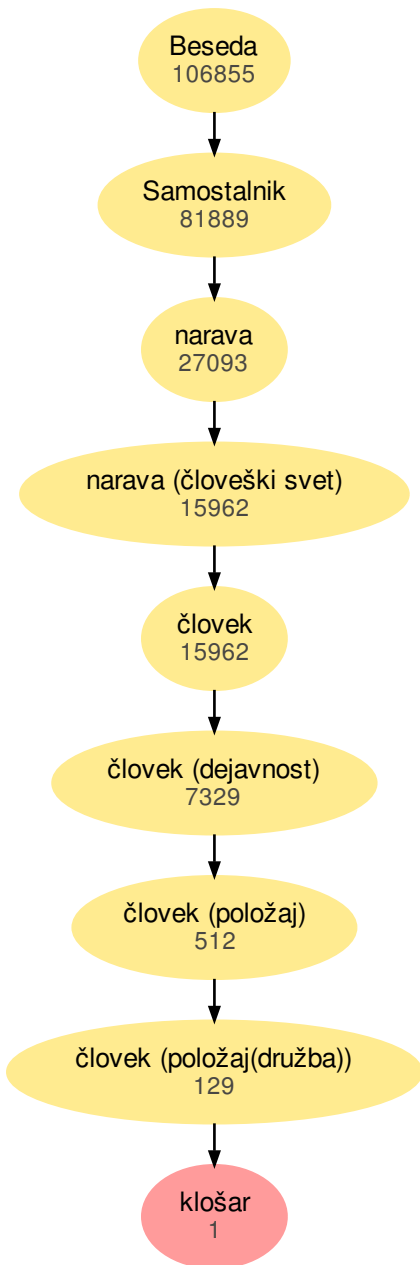 Beseda
106855
Samostalnik
81889
narava
27093
narava (človeški svet)
15962
človek
15962
človek (dejavnost)
7329
človek (položaj)
512
človek (položaj(družba))
129
klošar
1